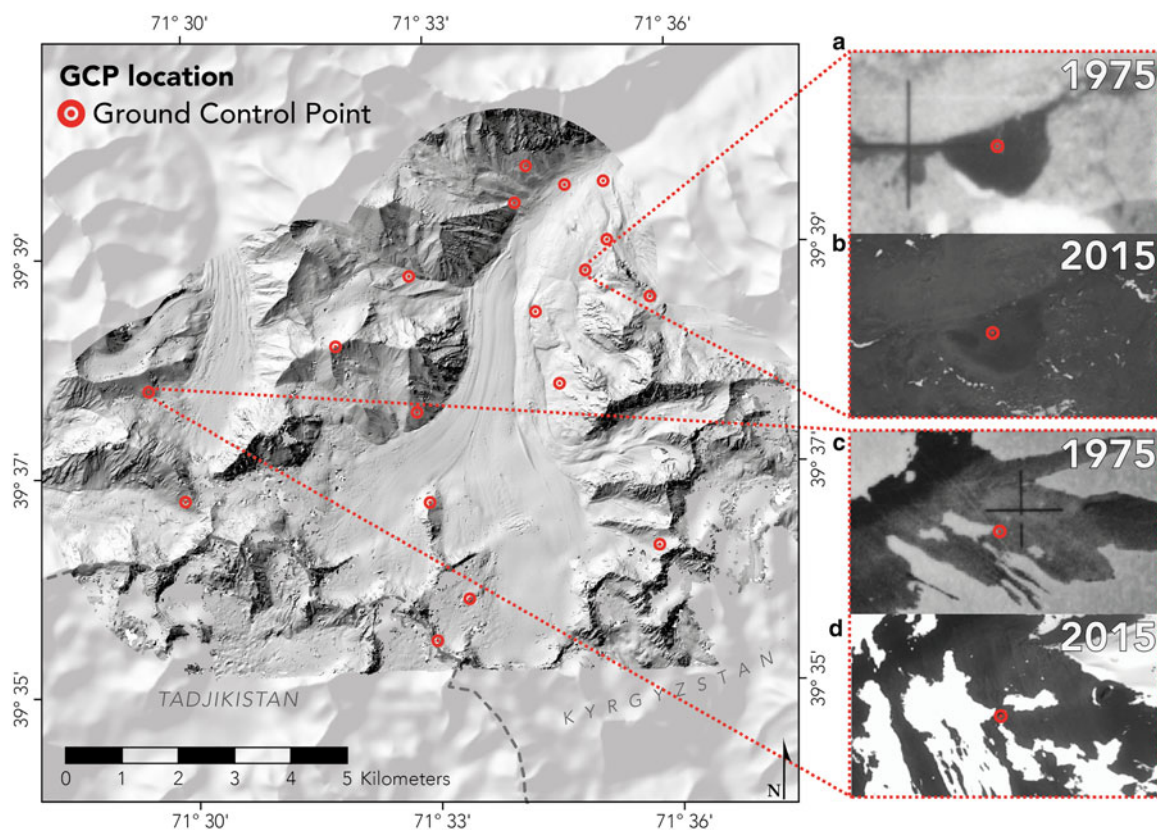 71° 30'
71° 33'
71° 36'
GCP location
Ground Control Point
39° 39'
39° 37'
39° 35'
39° 39'
39° 37'
39° 35'
TADJIKISTAN
KYRGYZSTAN
0 1 2 3 4 5 Kilometers
N
71° 30'
71° 33'
71° 36'
a
1975
b
2015
c
1975
d
2015